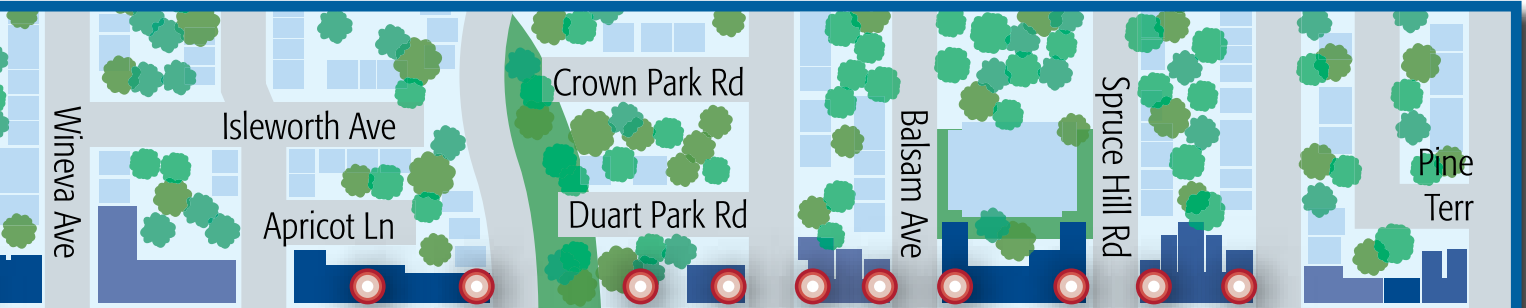 Wineva Ave
Isleworth Ave
Apricot Ln
Crown Park Rd
Duart Park Rd
Balsam Ave
Spruce Hill Rd
Pine
Terr